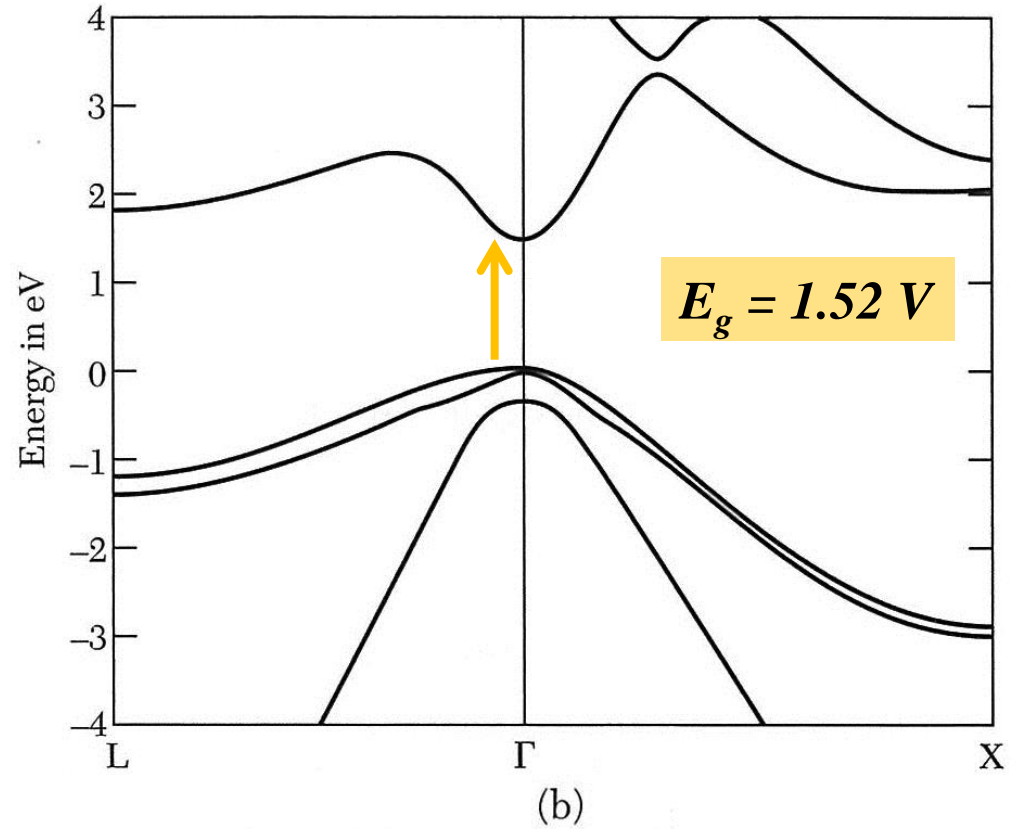 4
3
2
1
0
–1
–2
–3
–4
Energy in eV
E_g = 1.52 V
L Γ X
(b)